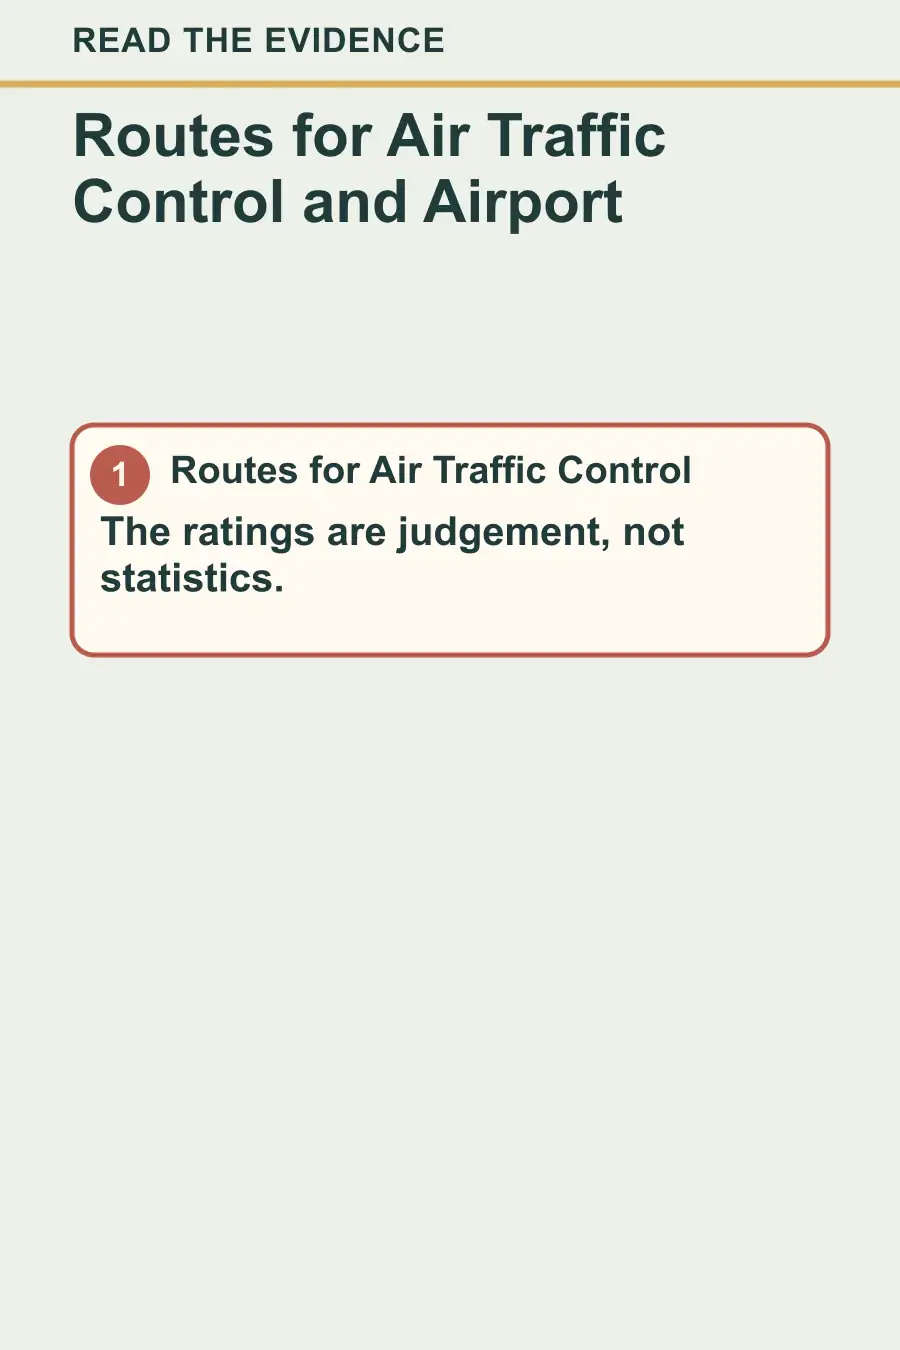 READ THE EVIDENCE
Routes for Air Traffic
Control and Airport
1 Routes for Air Traffic Control
The ratings are judgement, not
statistics.